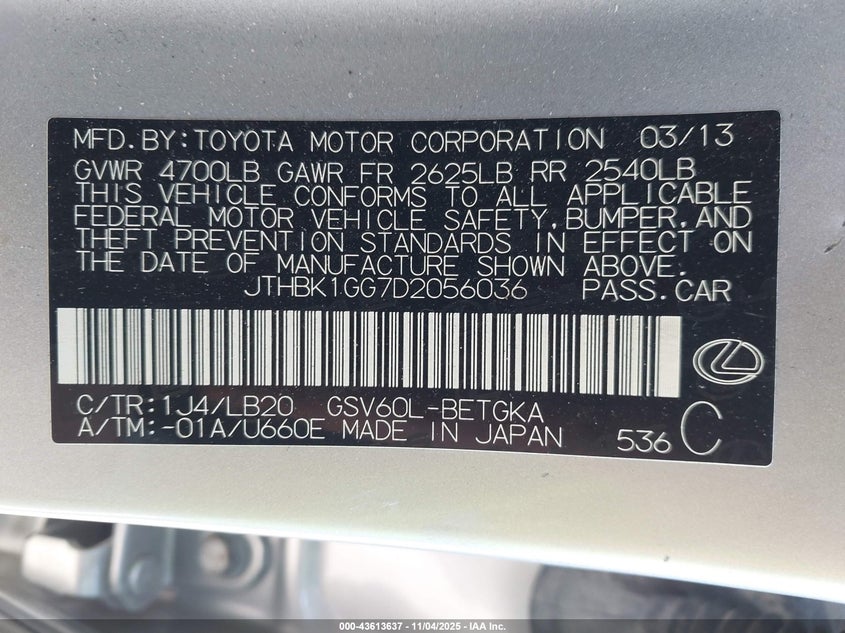 MFD.BY:TOYOTA MOTOR CORPORATION 03/13
GVWR 4700LB GAWR FR 2625LB RR 2540LB
THIS VEHICLE CONFORMS TO ALL APPLICABLE
FEDERAL MOTOR VEHICLE SAFETY,BUMPER,AND
THEFT PREVENTION STANDARDS IN EFFECT ON
THE DATE OF MANUFACTURE SHOWN ABOVE.
JTHBK1GG7D2056036 PASS.CAR
C/TR:1J4/LB20 GSV60L-BETGKA
A/TM:-01A/U660E MADE IN JAPAN 536 C
000-43613637 - 11/04/2025 - IAA Inc.